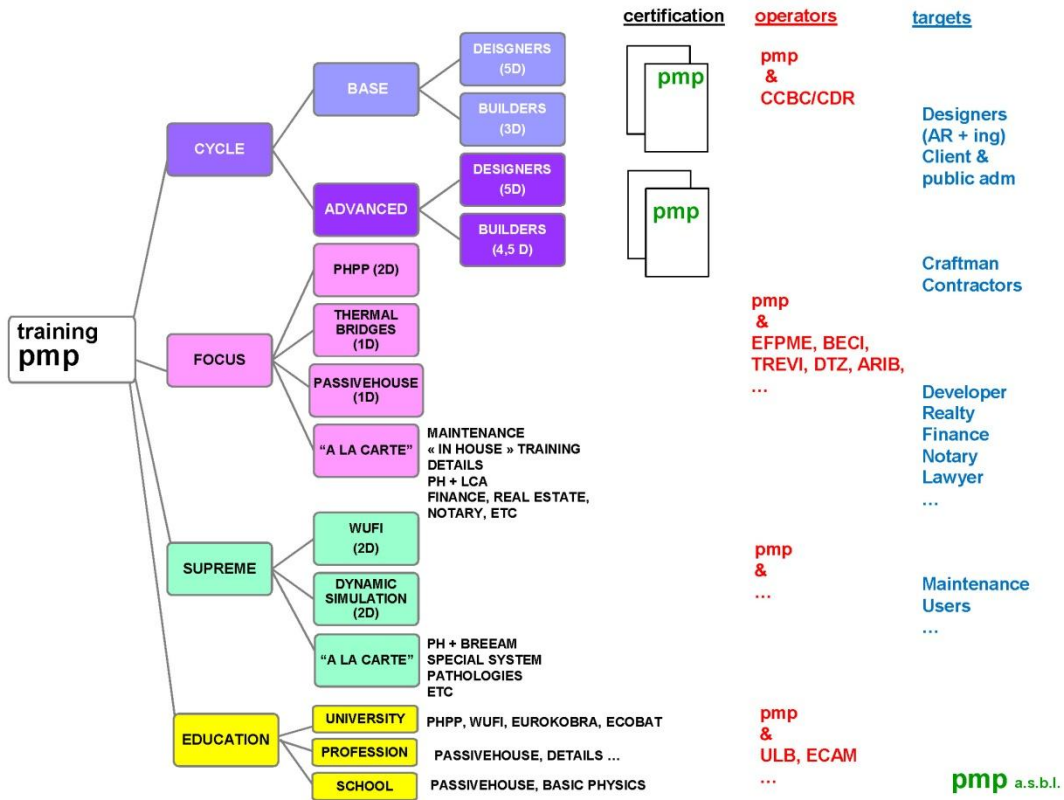 certification
operators
targets
training
pmp
CYCLE
BASE
DEISGNERS
(5D)
BUILDERS
(3D)
ADVANCED
DESIGNERS
(5D)
BUILDERS
(4,5 D)
FOCUS
PHPP (2D)
THERMAL
BRIDGES
(1D)
PASSIVEHOUSE
(1D)
“A LA CARTE”
MAINTENANCE
« IN HOUSE » TRAINING
DETAILS
PH + LCA
FINANCE, REAL ESTATE,
NOTARY, ETC
SUPREME
WUFI
(2D)
DYNAMIC
SIMULATION
(2D)
“A LA CARTE”
PH + BREEAM
SPECIAL SYSTEM
PATHOLOGIES
ETC
EDUCATION
UNIVERSITY
PHPP, WUFI, EUROKOBRA, ECOBAT
PROFESSION
PASSIVEHOUSE, DETAILS ...
SCHOOL
PASSIVEHOUSE, BASIC PHYSICS
pmp
pmp
pmp
&
CCBC/CDR
pmp
&
EFPME, BECI,
TREVI, DTZ, ARIB,
...
pmp
&
...
pmp
&
ULB, ECAM
...
Designers
(AR + ing)
Client &
public adm
Craftman
Contractors
Developer
Realty
Finance
Notary
Lawyer
...
Maintenance
Users
...
pmp a.s.b.l.